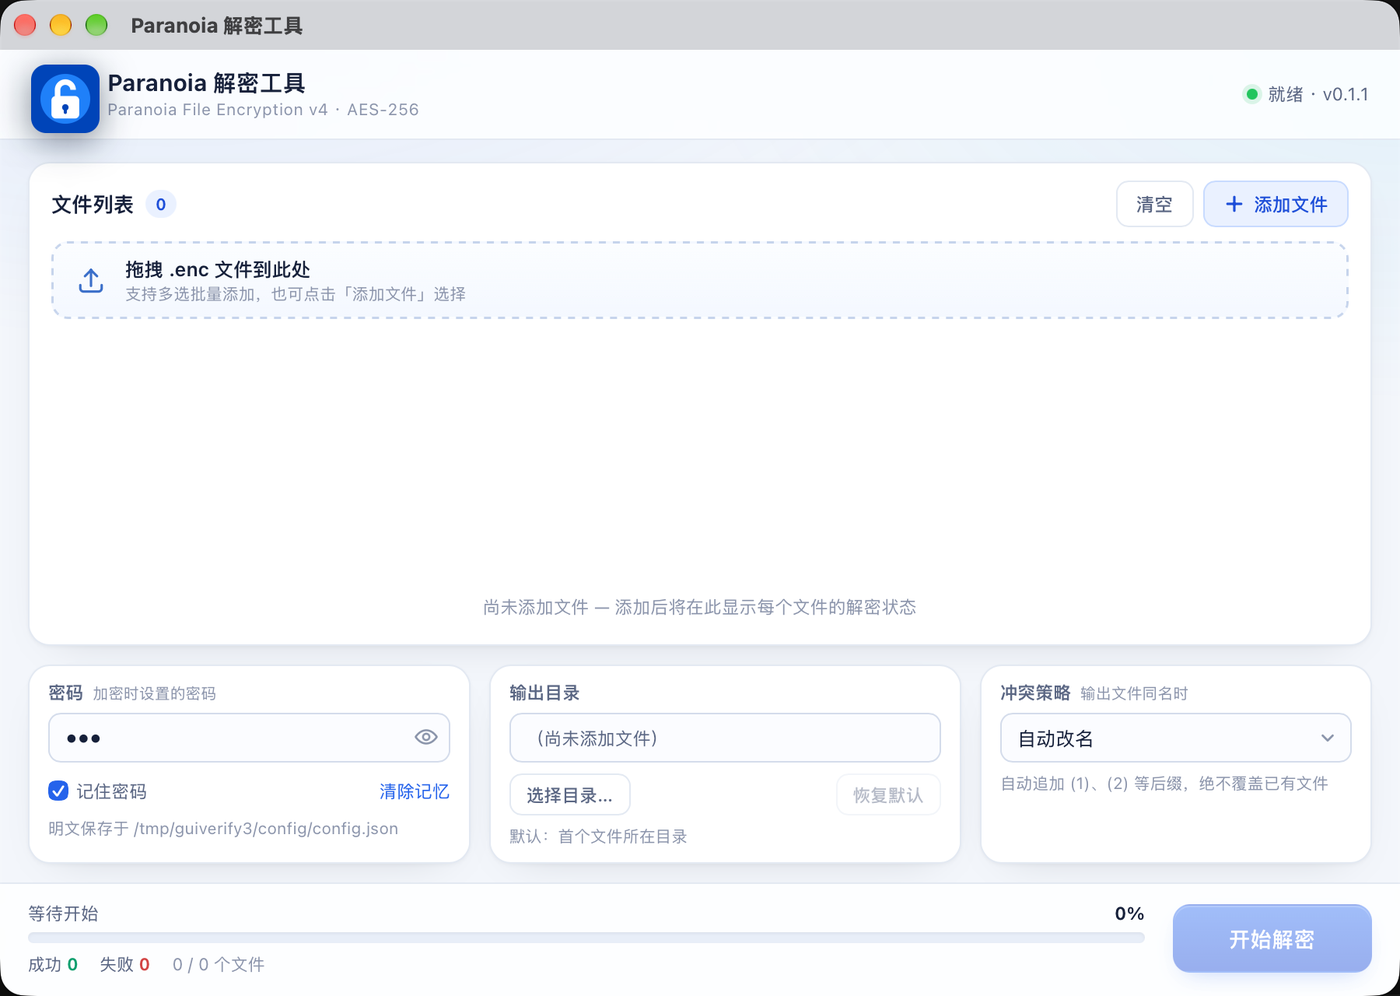 Paranoia 解密工具
Paranoia 解密工具
Paranoia File Encryption v4 · AES-256
就绪 · v0.1.1
文件列表 0
清空
添加文件
拖拽 .enc 文件到此处
支持多选批量添加，也可点击「添加文件」选择
尚未添加文件 — 添加后将在此显示每个文件的解密状态
密码 加密时设置的密码
记住密码
清除记忆
明文保存于 /tmp/guiverify3/config/config.json
输出目录
（尚未添加文件）
选择目录...
恢复默认
默认：首个文件所在目录
冲突策略 输出文件同名时
自动改名
自动追加 (1)、(2) 等后缀，绝不覆盖已有文件
等待开始
0%
成功 0 失败 0 0 / 0 个文件
开始解密